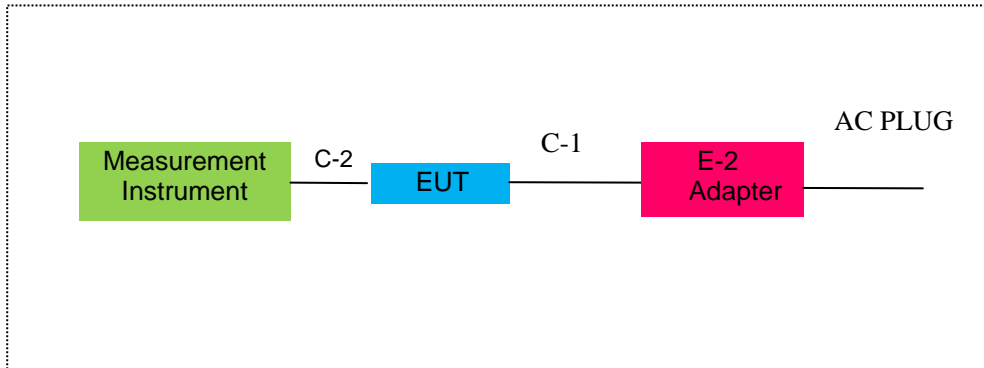 Measurement
Instrument
C-2
EUT
C-1
E-2
Adapter
AC PLUG